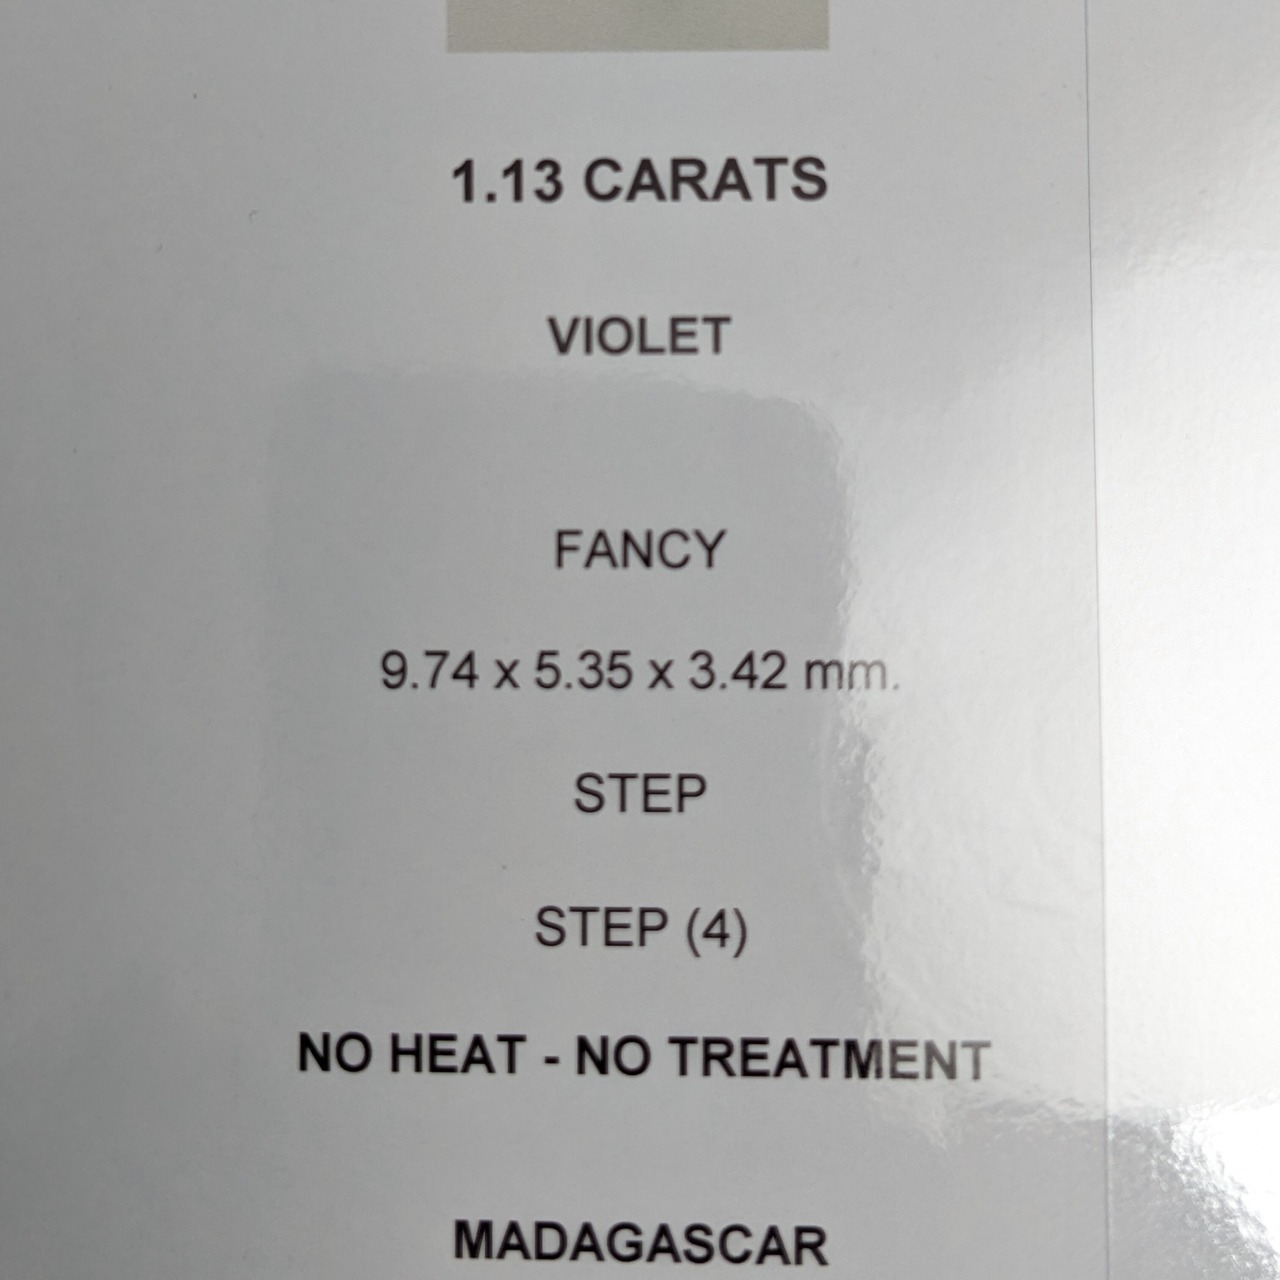 1.13 CARATS
VIOLET
FANCY
9.74 x 5.35 x 3.42 mm.
STEP
STEP (4)
NO HEAT - NO TREATMENT
MADAGASCAR